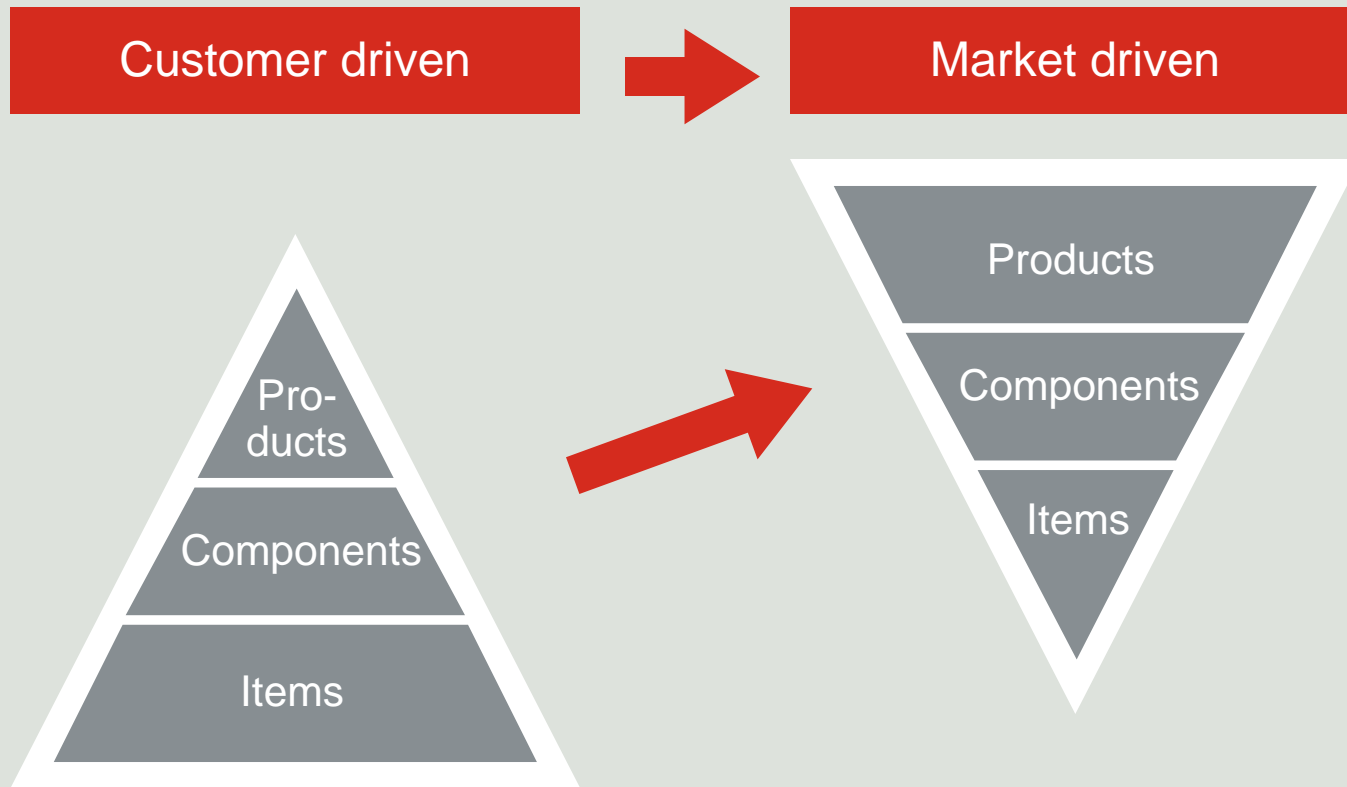 Customer driven
Market driven
Pro-
ducts
Components
Items
Products
Components
Items